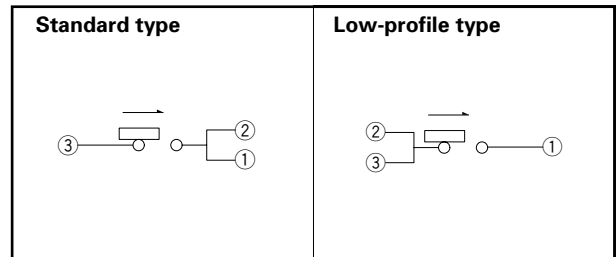 Standard type
Low-profile type
③ ② ①
② ③ ①